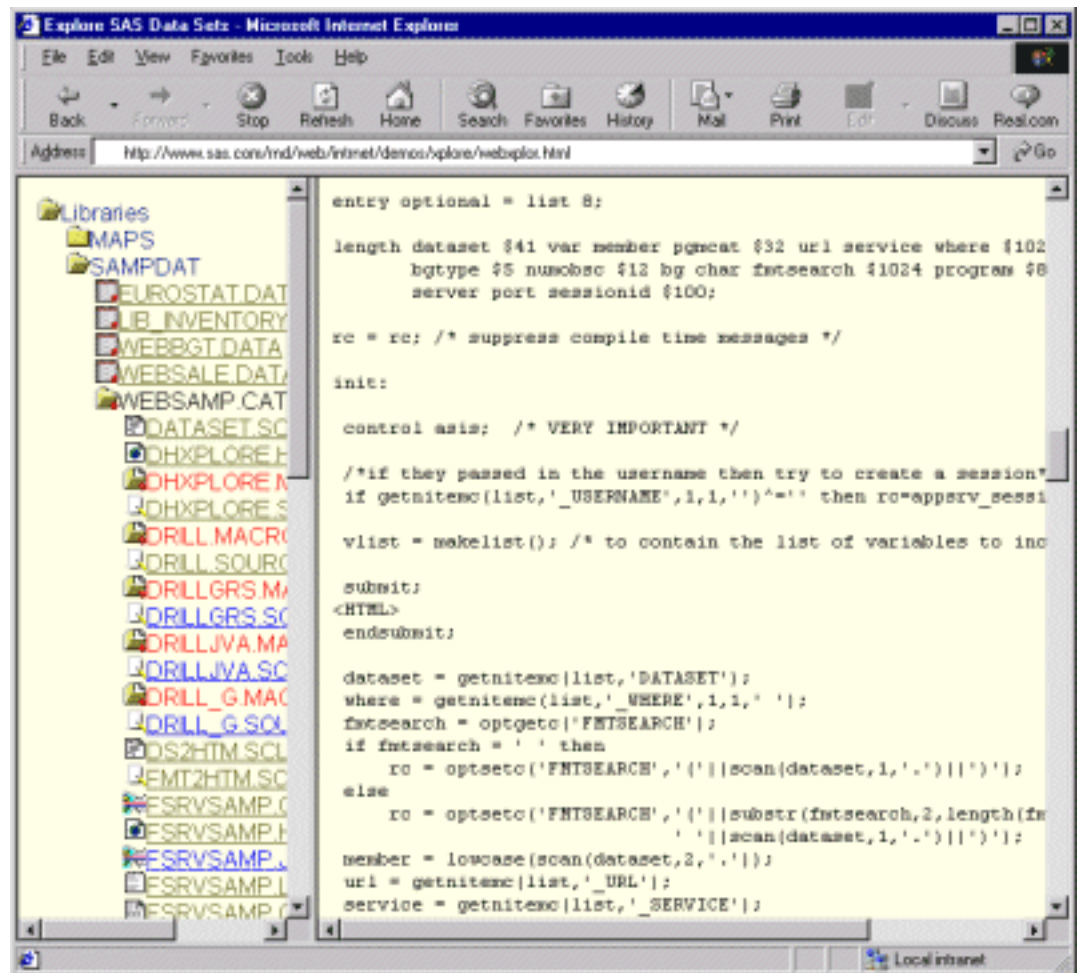 Explore SAS Data Sets - Microsoft Internet Explorer
File Edit View Favorites Tools Help
Back Forward Stop Refresh Home Search Favorites History Mail Print Edit Discuss Real.com
Address http://www.sas.com/rnd/web/intrnet/demos/xplore/webxplor.html Go
Libraries
MAPS
SAMPDAT
EUROSTAT.DAT
LIB_INVENTORY
WEBBGT.DATA
WEBSALE.DATA
WEBSAMP.CAT
DATASET.SC
DHXPLORE.H
DHXPLORE.M
DHXPLORE.S
DRILL.MACRO
DRILL.SOURC
DRILLGRS.MA
DRILLGRS.SO
DRILLJVA.MA
DRILLJVA.SC
DRILL_G.MAC
DRILL_G.SOU
DS2HTM.SCL
FMT2HTM.SC
FSRVSAMP.C
FSRVSAMP.H
FSRVSAMP.J
FSRVSAMP.L
FSRVSAMP.C
entry optional = list 8;
length dataset $41 var member pgmcat $32 url service where $102
bgtype $5 numobsc $12 bg char fmtsearch $1024 program $8
server port sessionid $100;
rc = rc; /* suppress compile time messages */
init:
control asis; /* VERY IMPORTANT */
/*if they passed in the username then try to create a session*
if getnitemc(list,'_USERNAME',1,1,'')^='' then rc=appsrv_sessi
vlist = makelist(); /* to contain the list of variables to inc
submit;
<HTML>
endsubmit;
dataset = getnitemc(list,'DATASET');
where = getnitemc(list,'_WHERE',1,1,' ');
fmtsearch = optgetc('FMTSEARCH');
if fmtsearch = ' ' then
rc = optsetc('FMTSEARCH','('||scan(dataset,1,'.')||')');
else
rc = optsetc('FMTSEARCH','('||substr(fmtsearch,2,length(fm
' '||scan(dataset,1,'.')||')');
member = lowcase(scan(dataset,2,'.'));
url = getnitemc(list,'_URL');
service = getnitemc(list,'_SERVICE');
Local intranet